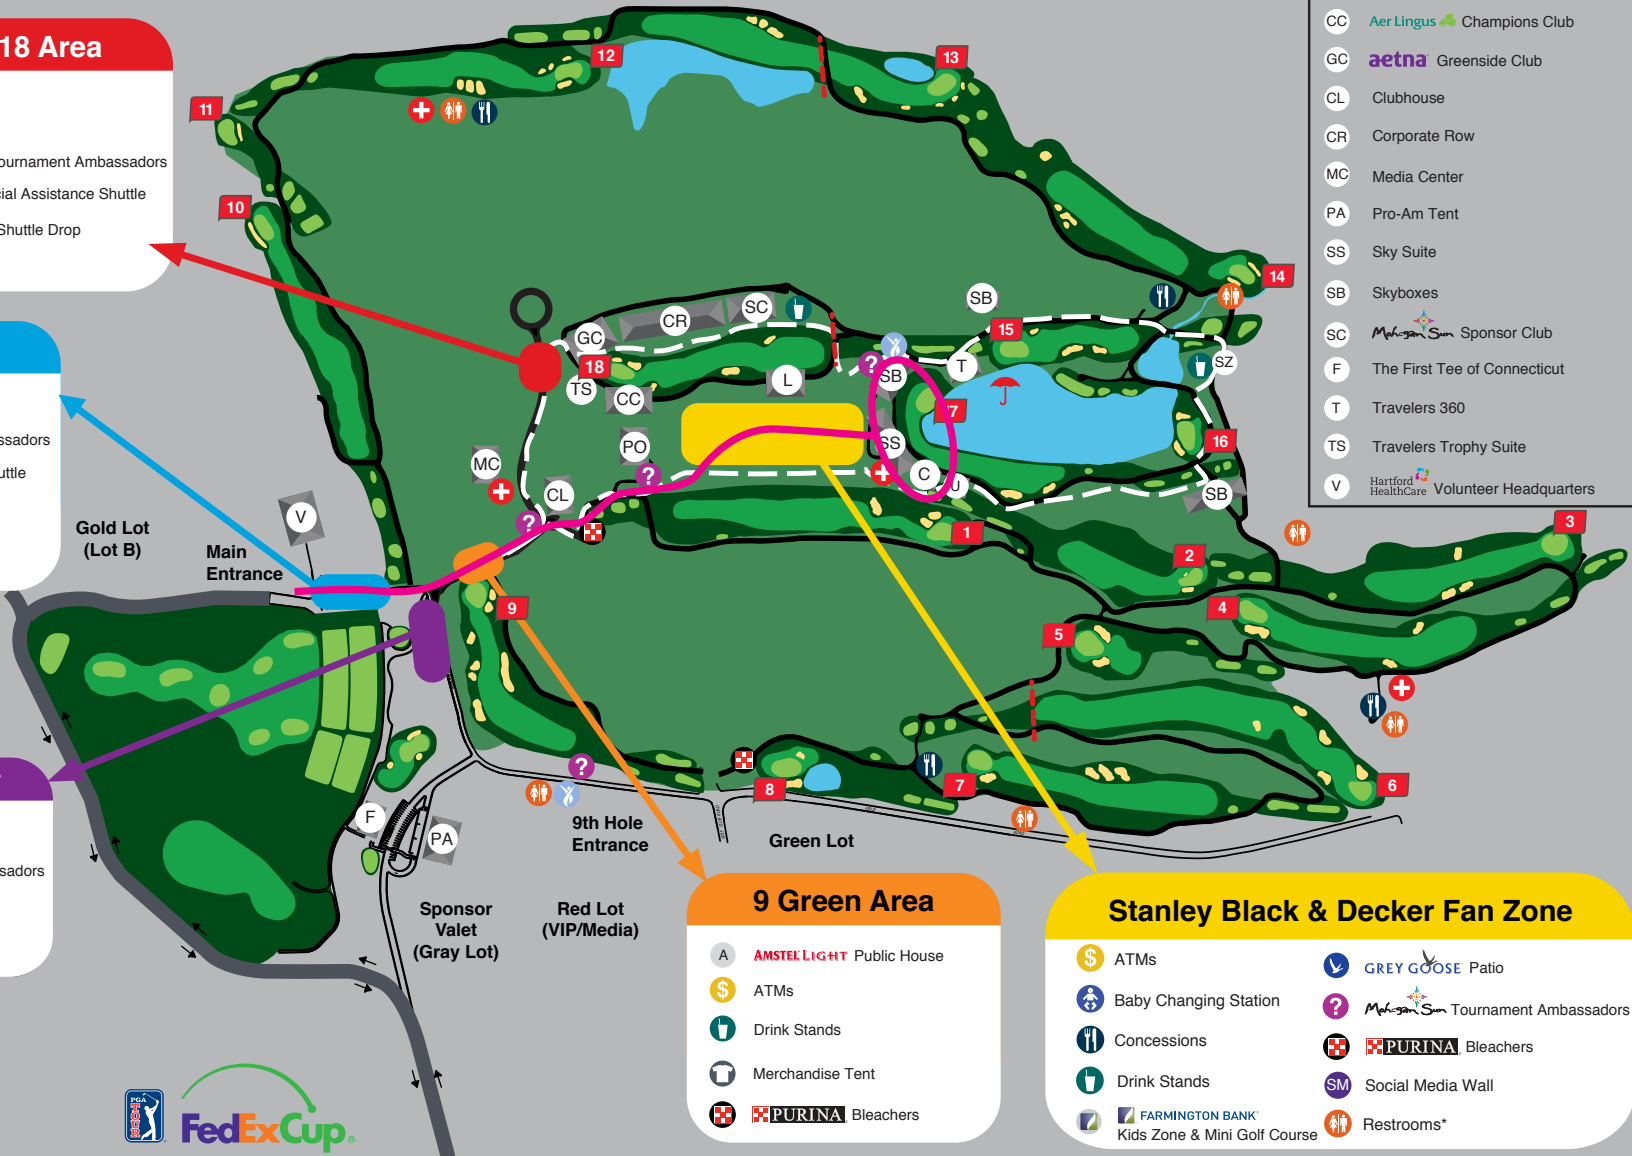 18 Area
ournament Ambassadors
cial Assistance Shuttle
Shuttle Drop
ssadors
uttle
sadors
CC Aer Lingus Champions Club
GC aetna Greenside Club
CL Clubhouse
CR Corporate Row
MC Media Center
PA Pro-Am Tent
SS Sky Suite
SB Skyboxes
SC Mohegan Sun Sponsor Club
F The First Tee of Connecticut
T Travelers 360
TS Travelers Trophy Suite
V Hartford HealthCare Volunteer Headquarters
12
13
11
10
14
SB
SC
CR
GC
15
18
?
SB
T
SZ
TS
L
CC
17
PO
SS
16
MC
?
C
U
SB
CL
V
?
1
2
3
Gold Lot
(Lot B)
Main
Entrance
9
4
5
?
8
7
6
F
PA
9th Hole
Entrance
Green Lot
Sponsor
Valet
(Gray Lot)
Red Lot
(VIP/Media)
9 Green Area
A AMSTEL LIGHT Public House
$ ATMs
Drink Stands
Merchandise Tent
PURINA Bleachers
Stanley Black & Decker Fan Zone
$ ATMs
Baby Changing Station
Concessions
Drink Stands
FARMINGTON BANK
Kids Zone & Mini Golf Course
GREY GOOSE Patio
? Mohegan Sun Tournament Ambassadors
PURINA Bleachers
SM Social Media Wall
Restrooms*
PGA TOUR
FedExCup®